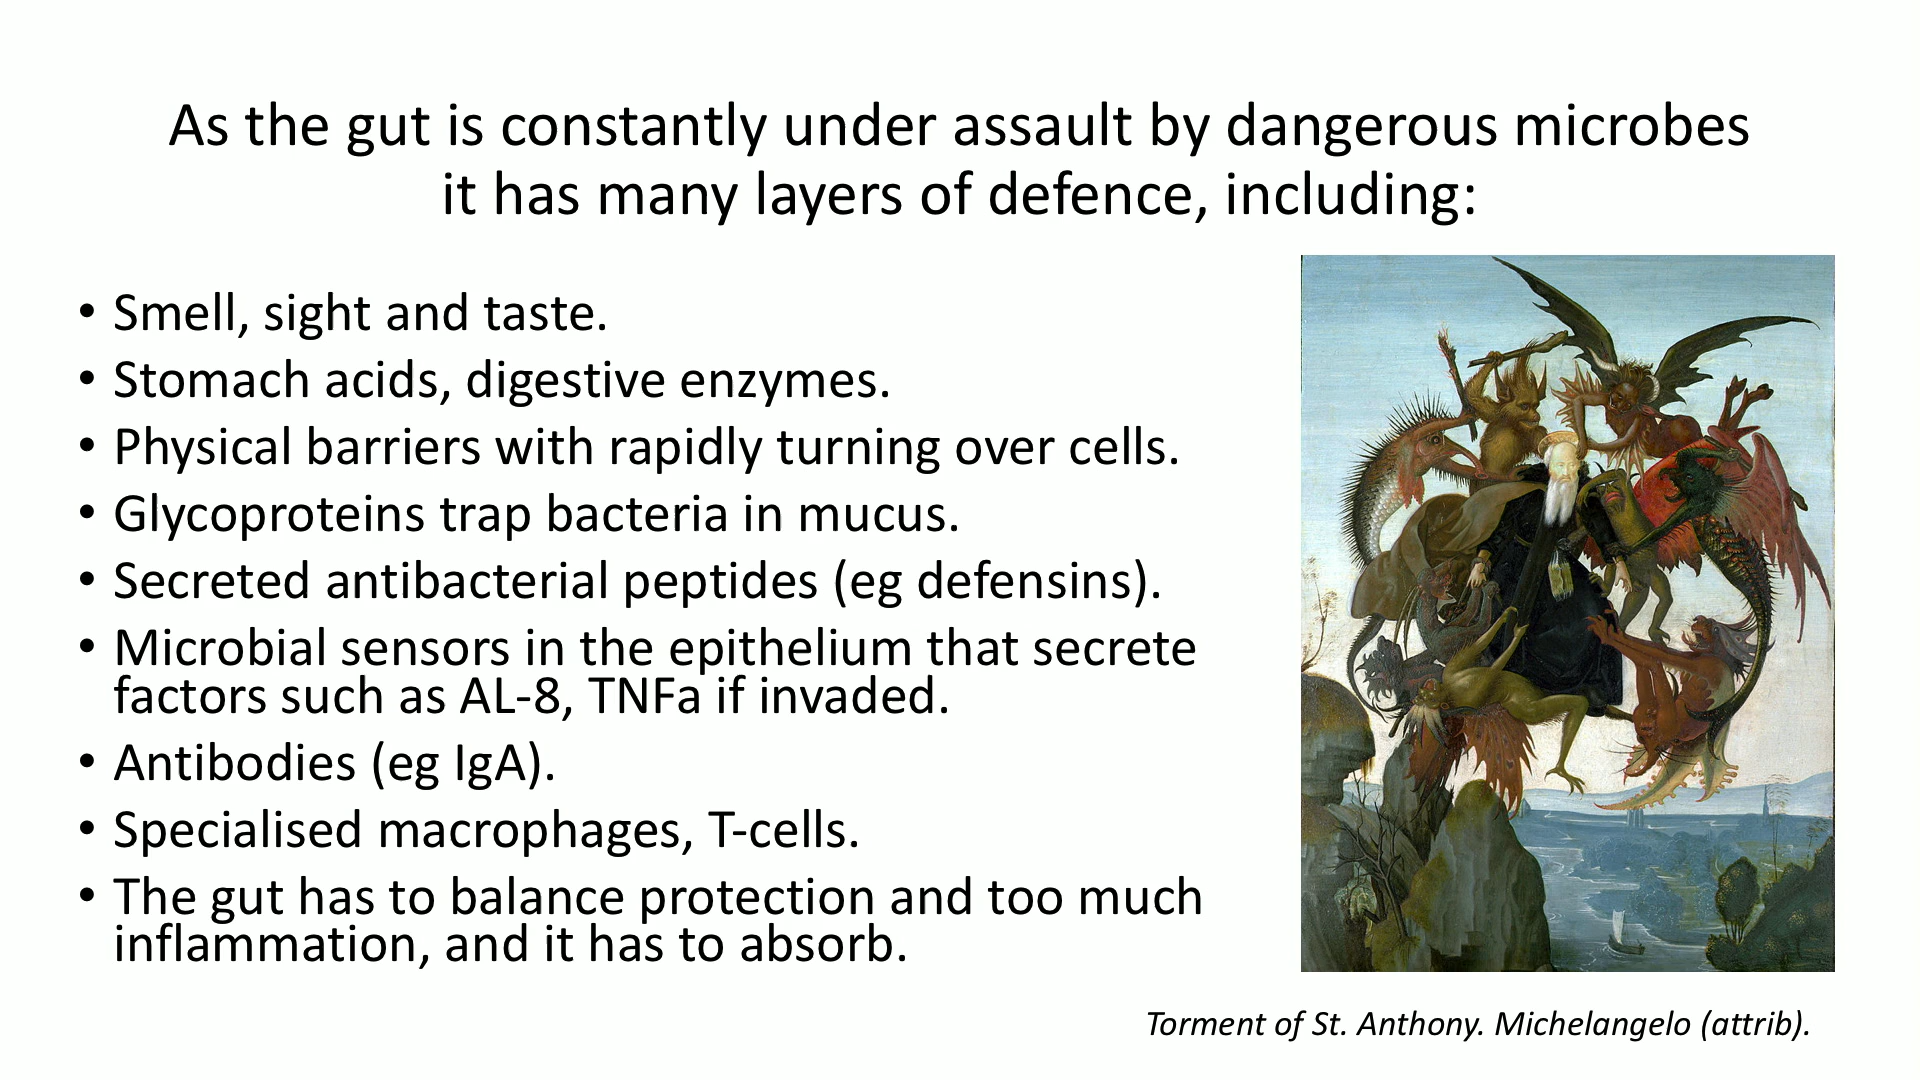 As the gut is constantly under assault by dangerous microbes
it has many layers of defence, including:
• Smell, sight and taste.
• Stomach acids, digestive enzymes.
• Physical barriers with rapidly turning over cells.
• Glycoproteins trap bacteria in mucus.
• Secreted antibacterial peptides (eg defensins).
• Microbial sensors in the epithelium that secrete
factors such as AL-8, TNFa if invaded.
• Antibodies (eg IgA).
• Specialised macrophages, T-cells.
• The gut has to balance protection and too much
inflammation, and it has to absorb.
Torment of St. Anthony. Michelangelo (attrib).